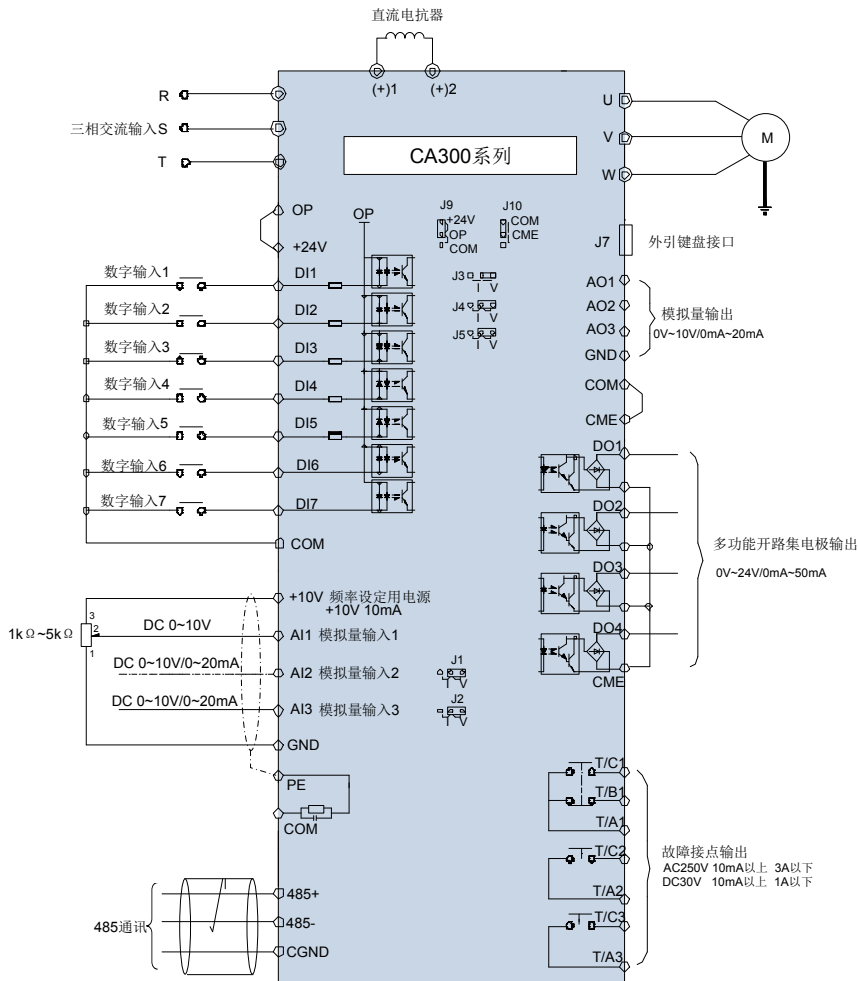 直流电抗器
(+)1
(+)2
R
三相交流输入S
T
CA300系列
U
V
W
M
OP
+24V
OP
J9
+24V
OP
COM
J10
COM
CME
J7
外引键盘接口
J3
I V
J4
I V
J5
I V
AO1
AO2
AO3
GND
模拟量输出
0V~10V/0mA~20mA
COM
CME
数字输入1
DI1
数字输入2
DI2
数字输入3
DI3
数字输入4
DI4
数字输入5
DI5
数字输入6
DI6
数字输入7
DI7
COM
DO1
DO2
DO3
DO4
CME
多功能开路集电极输出
0V~24V/0mA~50mA
+10V 频率设定用电源
+10V 10mA
1kΩ~5kΩ
3
2
1
DC 0~10V
AI1 模拟量输入1
DC 0~10V/0~20mA
AI2 模拟量输入2
DC 0~10V/0~20mA
AI3 模拟量输入3
J1
I V
J2
I V
GND
PE
COM
T/C1
T/B1
T/A1
T/C2
T/A2
T/C3
T/A3
故障接点输出
AC250V 10mA以上 3A以下
DC30V 10mA以上 1A以下
485通讯
485+
485-
CGND